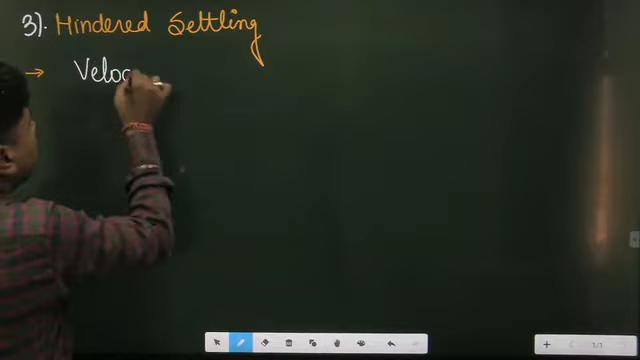 3). Hindered Settling
→ Veloc
1/1